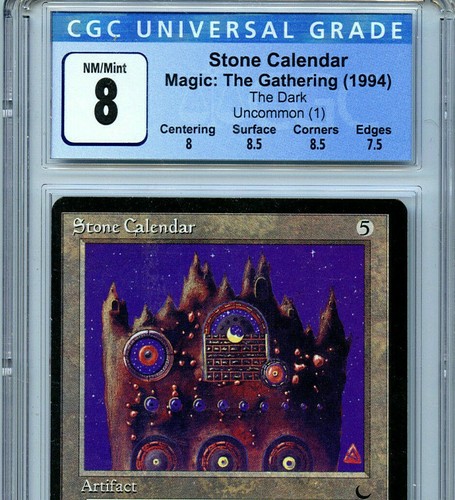 CGC UNIVERSAL GRADE
NM/Mint
8
Stone Calendar
Magic: The Gathering (1994)
The Dark
Uncommon (1)
Centering Surface Corners Edges
8 8.5 8.5 7.5
Stone Calendar 5
Artifact